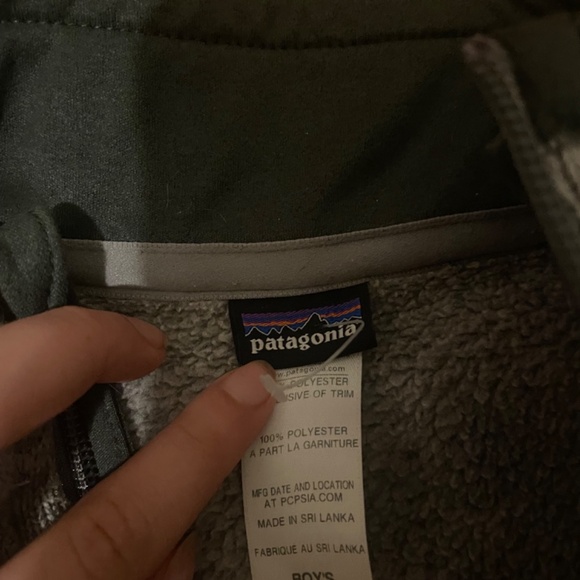 patagonia
patagonia.com
POLYESTER
OF TRIM
100% POLYESTER
A PART LA GARNITURE
MFG DATE AND LOCATION
AT PCPSIA.COM
MADE IN SRI LANKA
FABRIQUE AU SRI LANKA
BOY'S